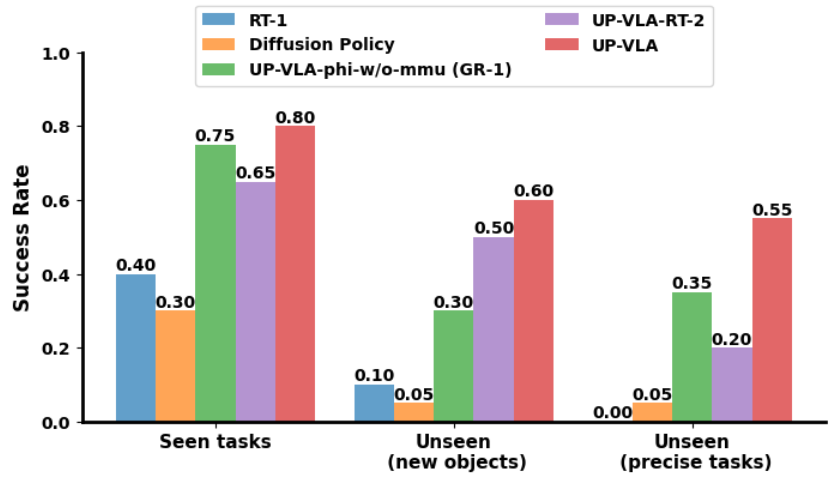 RT-1
Diffusion Policy
UP-VLA-phi-w/o-mmu (GR-1)
UP-VLA-RT-2
UP-VLA
Success Rate
1.0
0.8
0.6
0.4
0.2
0.0
0.40
0.30
0.75
0.65
0.80
0.10
0.05
0.30
0.50
0.60
0.00
0.05
0.35
0.20
0.55
Seen tasks
Unseen
(new objects)
Unseen
(precise tasks)